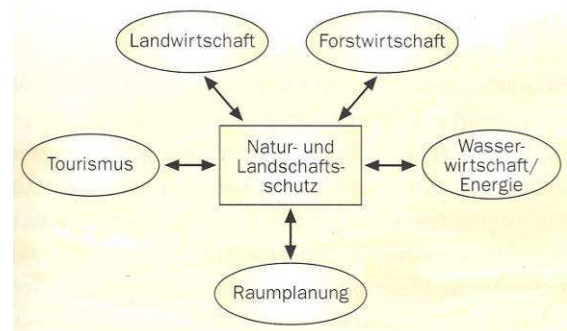 Landwirtschaft
Forstwirtschaft
Tourismus
Natur- und
Landschafts-
schutz
Wasser-
wirtschaft/
Energie
Raumplanung